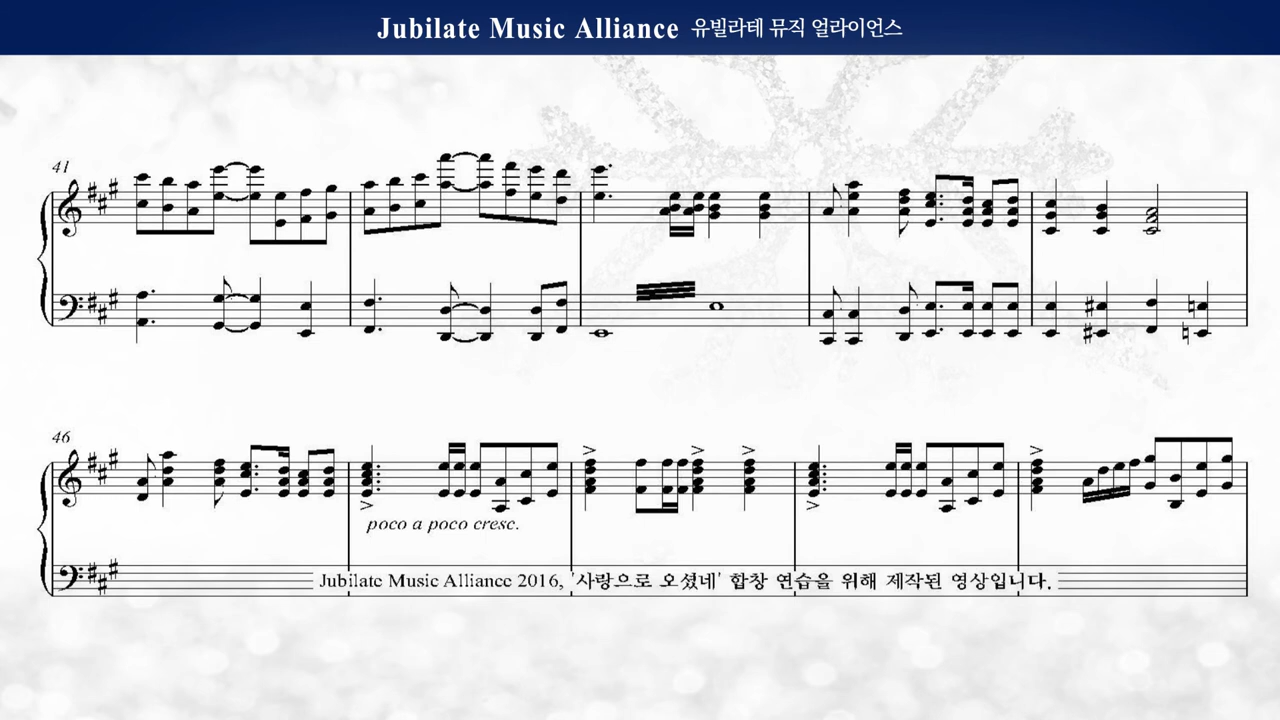 Jubilate Music Alliance 유빌라테 뮤직 얼라이언스
41
46
poco a poco cresc.
Jubilate Music Alliance 2016, '사랑으로 오셨네' 합창 연습을 위해 제작된 영상입니다.